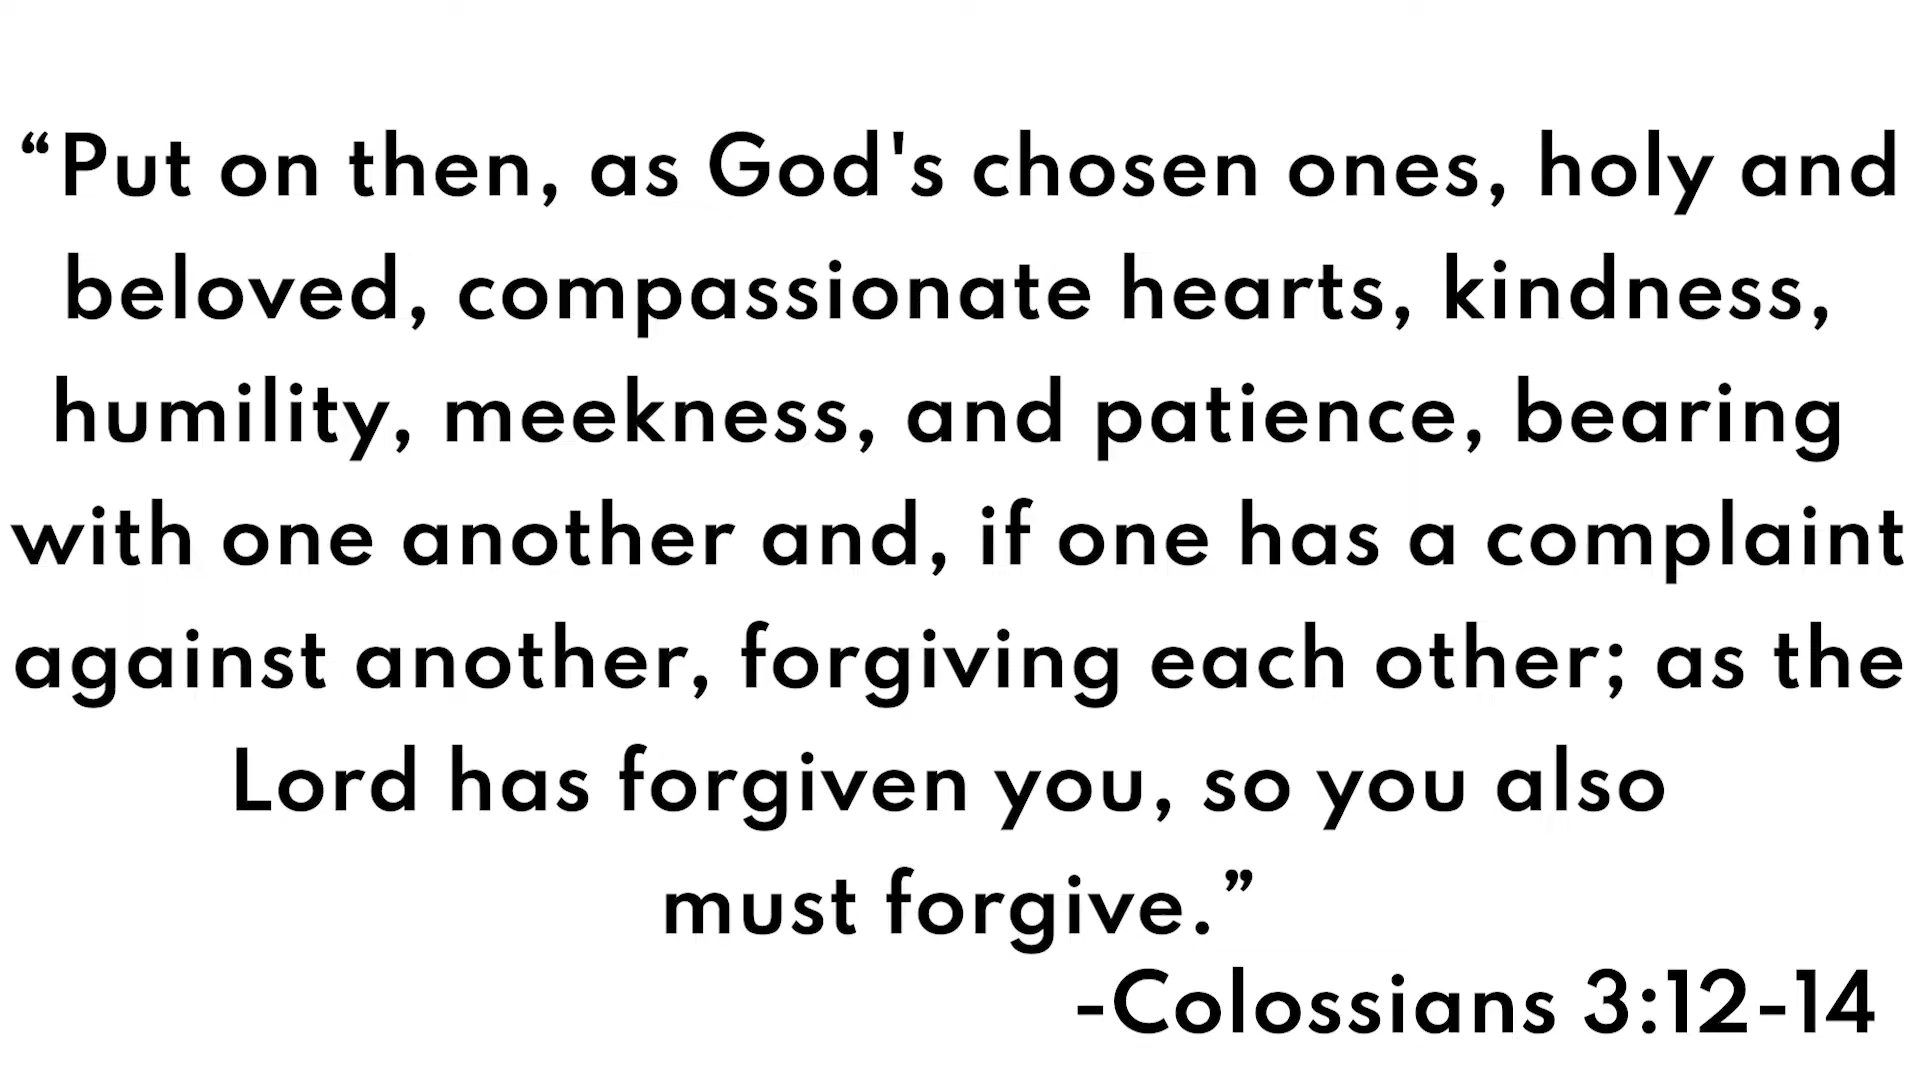 “Put on then, as God's chosen ones, holy and
beloved, compassionate hearts, kindness,
humility, meekness, and patience, bearing
with one another and, if one has a complaint
against another, forgiving each other; as the
Lord has forgiven you, so you also
must forgive.”
-Colossians 3:12-14